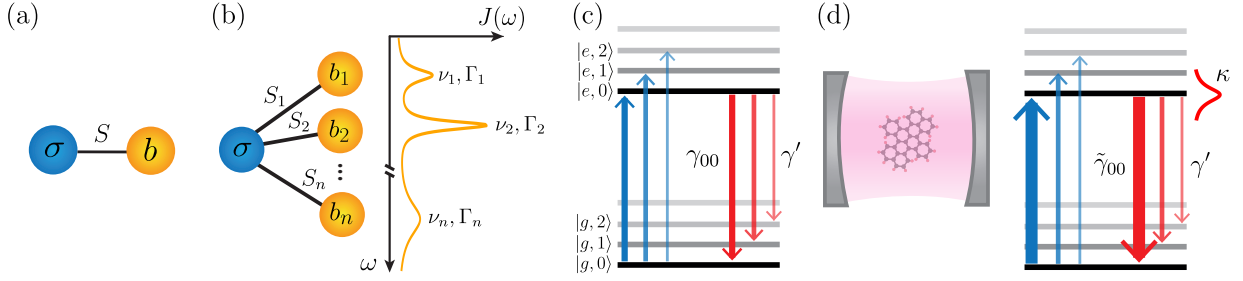 (a)
σ
S
b
(b)
σ
S₁
S₂
Sₙ
b₁
b₂
bₙ
J(ω)
ν₁, Γ₁
ν₂, Γ₂
νₙ, Γₙ
ω
(c)
|e, 2⟩
|e, 1⟩
|e, 0⟩
γ₀₀
γ′
|g, 2⟩
|g, 1⟩
|g, 0⟩
(d)
κ
γ̃₀₀
γ′